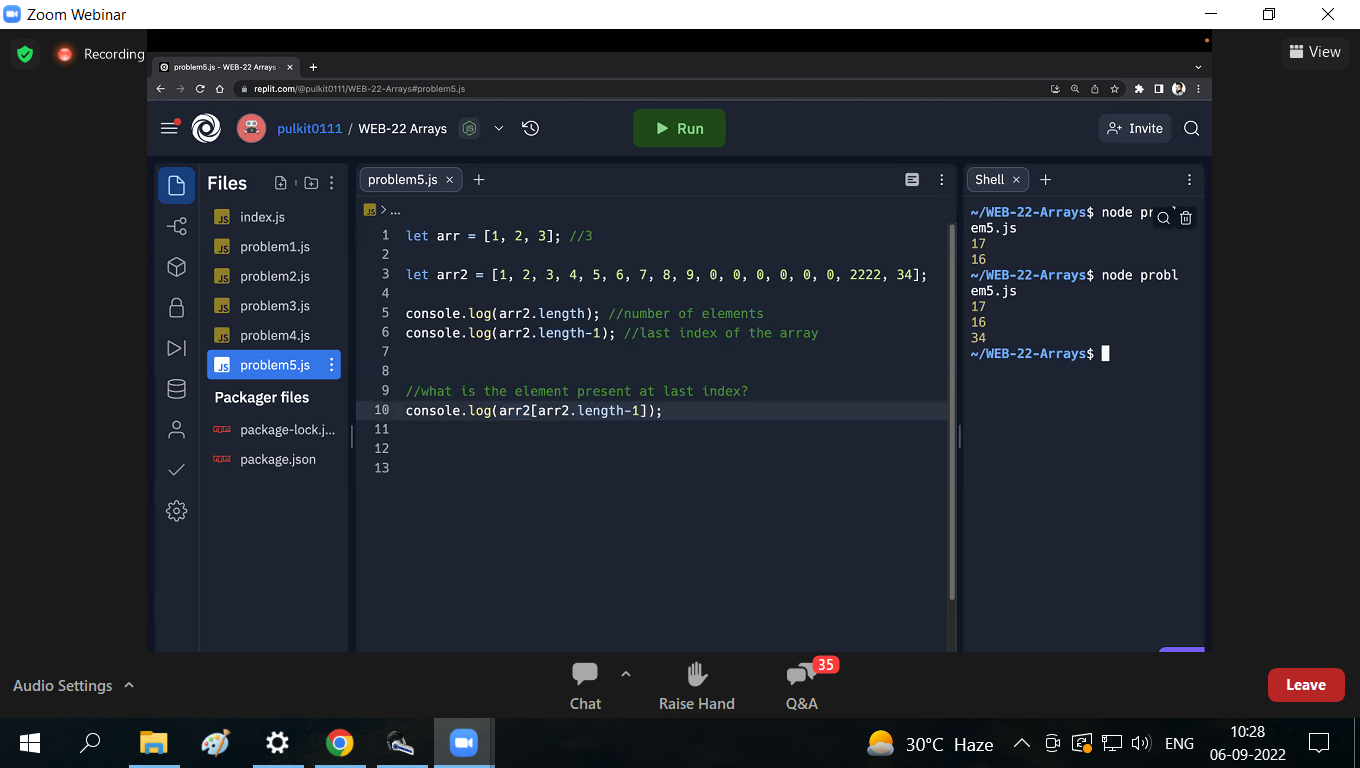 Zoom Webinar
Recording
View
problem5.js - WEB-22 Arrays
replit.com/@pulkit0111/WEB-22-Arrays#problem5.js
pulkit0111 / WEB-22 Arrays
Run
Invite
Files
index.js
problem1.js
problem2.js
problem3.js
problem4.js
problem5.js
Packager files
package-lock.j...
package.json
problem5.js
JS > ...
1 let arr = [1, 2, 3]; //3
2
3 let arr2 = [1, 2, 3, 4, 5, 6, 7, 8, 9, 0, 0, 0, 0, 0, 0, 2222, 34];
4
5 console.log(arr2.length); //number of elements
6 console.log(arr2.length-1); //last index of the array
7
8
9 //what is the element present at last index?
10 console.log(arr2[arr2.length-1]);
11
12
13
Shell
~/WEB-22-Arrays$ node pr
em5.js
17
16
~/WEB-22-Arrays$ node probl
em5.js
17
16
34
~/WEB-22-Arrays$
Audio Settings
Chat
Raise Hand
35
Q&A
Leave
30°C Haze
ENG
10:28
06-09-2022